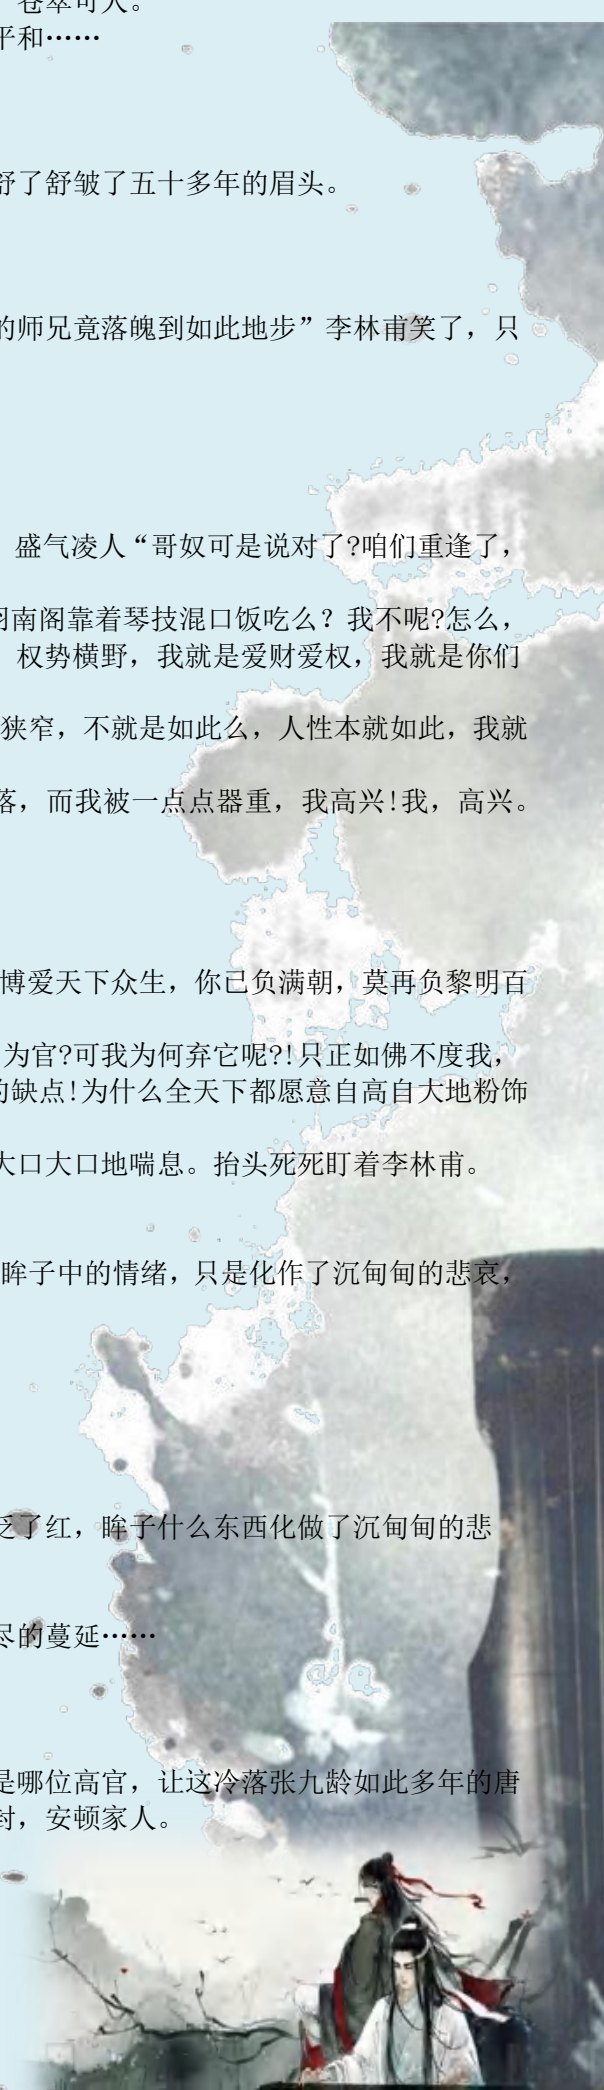 苍翠可人。
平和……
舒了舒皱了五十多年的眉头。
的师兄竟落魄到如此地步”李林甫笑了，只
盛气凌人“哥奴可是说对了?咱们重逢了，
南阁靠着琴技混口饭吃么？我不呢?怎么，
权势横野，我就是爱财爱权，我就是你们
狭窄，不就是如此么，人性本就如此，我就
落，而我被一点点器重，我高兴!我，高兴。
博爱天下众生，你已负满朝，莫再负黎明百
为官?可我为何弃它呢?!只正如佛不度我，
的缺点!为什么全天下都愿意自高自大地粉饰
大口大口地喘息。抬头死死盯着李林甫。
眸子中的情绪，只是化作了沉甸甸的悲哀，
泛了红，眸子什么东西化做了沉甸甸的悲
尽的蔓延……
是哪位高官，让这冷落张九龄如此多年的唐
封，安顿家人。